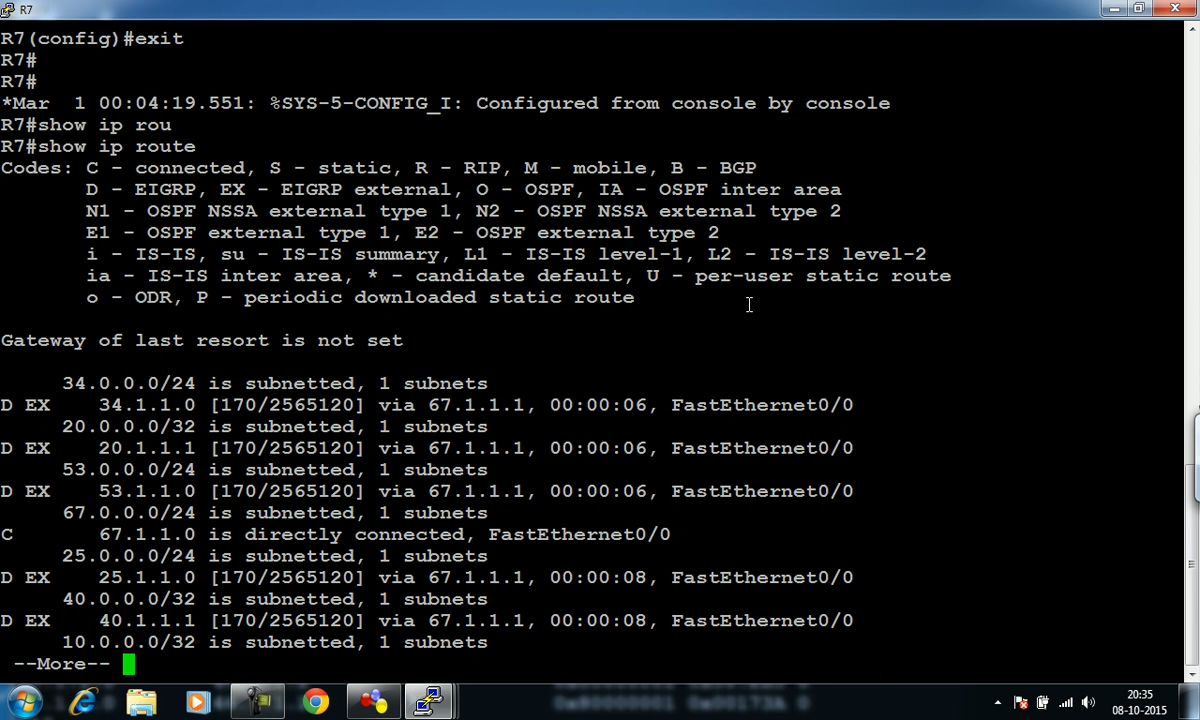 R7
R7(config)#exit
R7#
R7#
*Mar  1 00:04:19.551: %SYS-5-CONFIG_I: Configured from console by console
R7#show ip rou
R7#show ip route
Codes: C - connected, S - static, R - RIP, M - mobile, B - BGP
       D - EIGRP, EX - EIGRP external, O - OSPF, IA - OSPF inter area
       N1 - OSPF NSSA external type 1, N2 - OSPF NSSA external type 2
       E1 - OSPF external type 1, E2 - OSPF external type 2
       i - IS-IS, su - IS-IS summary, L1 - IS-IS level-1, L2 - IS-IS level-2
       ia - IS-IS inter area, * - candidate default, U - per-user static route
       o - ODR, P - periodic downloaded static route
Gateway of last resort is not set
     34.0.0.0/24 is subnetted, 1 subnets
D EX    34.1.1.0 [170/2565120] via 67.1.1.1, 00:00:06, FastEthernet0/0
     20.0.0.0/32 is subnetted, 1 subnets
D EX    20.1.1.1 [170/2565120] via 67.1.1.1, 00:00:06, FastEthernet0/0
     53.0.0.0/24 is subnetted, 1 subnets
D EX    53.1.1.0 [170/2565120] via 67.1.1.1, 00:00:06, FastEthernet0/0
     67.0.0.0/24 is subnetted, 1 subnets
C       67.1.1.0 is directly connected, FastEthernet0/0
     25.0.0.0/24 is subnetted, 1 subnets
D EX    25.1.1.0 [170/2565120] via 67.1.1.1, 00:00:08, FastEthernet0/0
     40.0.0.0/32 is subnetted, 1 subnets
D EX    40.1.1.1 [170/2565120] via 67.1.1.1, 00:00:08, FastEthernet0/0
     10.0.0.0/32 is subnetted, 1 subnets
 --More--
20:35
08-10-2015